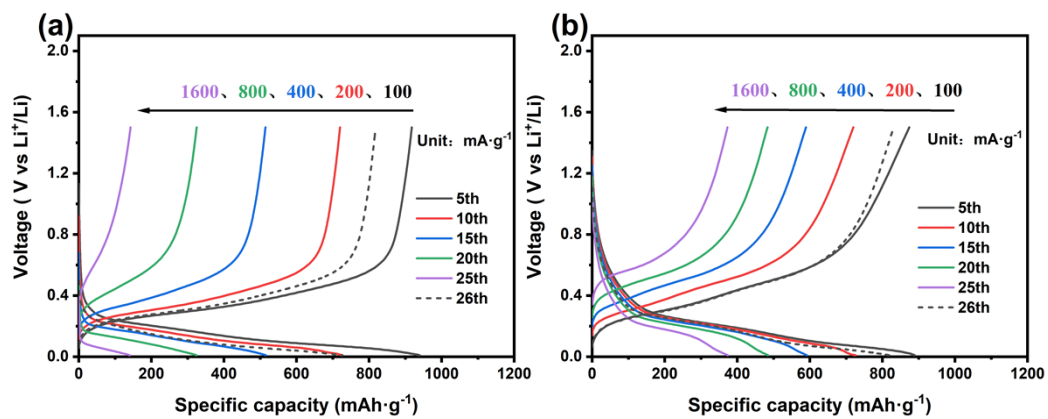 (a)
2.0
1.6
1.2
0.8
0.4
0.0
Voltage ( V vs Li⁺/Li)
1600、800、400、200、100
Unit：mA·g⁻¹
5th
10th
15th
20th
25th
26th
0 200 400 600 800 1000 1200
Specific capacity (mAh·g⁻¹)
(b)
2.0
1.6
1.2
0.8
0.4
0.0
Voltage ( V vs Li⁺/Li)
1600、800、400、200、100
Unit：mA·g⁻¹
5th
10th
15th
20th
25th
26th
0 200 400 600 800 1000 1200
Specific capacity (mAh·g⁻¹)